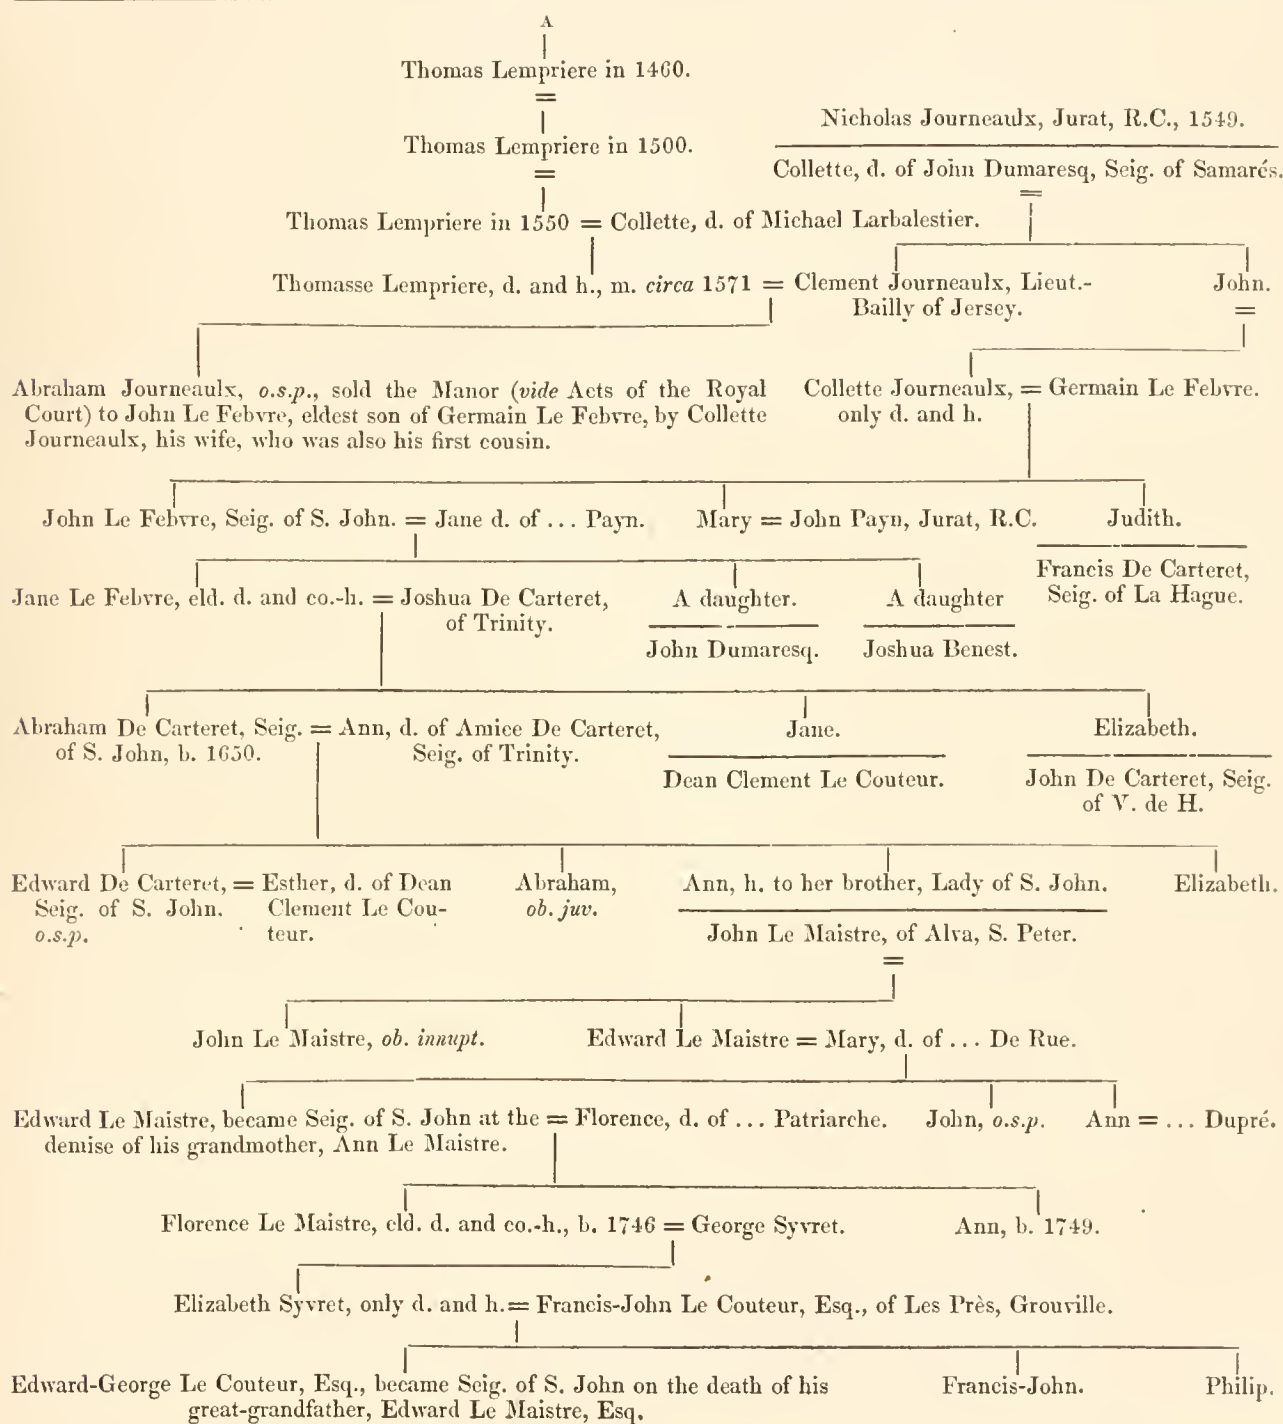 A
Thomas Lempriere in 1460.
=
Nicholas Journeaulx, Jurat, R.C., 1549.
Thomas Lempriere in 1500.
=
Collette, d. of John Dumaresq, Seig. of Samarés.
=
Thomas Lempriere in 1550 = Collette, d. of Michael Larbalestier.
Thomasse Lempriere, d. and h., m. circa 1571 = Clement Journeaulx, Lieut.-
Bailly of Jersey.
John.
=
Abraham Journeaulx, o.s.p., sold the Manor (vide Acts of the Royal
Court) to John Le Febvre, eldest son of Germain Le Febvre, by Collette
Journeaulx, his wife, who was also his first cousin.
Collette Journeaulx, = Germain Le Febvre.
only d. and h.
John Le Febvre, Seig. of S. John. = Jane d. of ... Payn.
Mary = John Payn, Jurat, R.C.
Judith.
Francis De Carteret,
Seig. of La Hague.
Jane Le Febvre, eld. d. and co.-h. = Joshua De Carteret,
of Trinity.
A daughter.
John Dumaresq.
A daughter
Joshua Benest.
Abraham De Carteret, Seig. = Ann, d. of Amice De Carteret,
of S. John, b. 1650. Seig. of Trinity.
Jane.
Dean Clement Le Couteur.
Elizabeth.
John De Carteret, Seig.
of V. de H.
Edward De Carteret, = Esther, d. of Dean
Seig. of S. John. Clement Le Cou-
o.s.p. teur.
Abraham,
ob. juv.
Ann, h. to her brother, Lady of S. John.
John Le Maistre, of Alva, S. Peter.
=
Elizabeth.
John Le Maistre, ob. innupt.
Edward Le Maistre = Mary, d. of ... De Rue.
Edward Le Maistre, became Seig. of S. John at the = Florence, d. of ... Patriarche.
demise of his grandmother, Ann Le Maistre.
John, o.s.p.
Ann = ... Dupré.
Florence Le Maistre, eld. d. and co.-h., b. 1746 = George Syvret.
Ann, b. 1749.
Elizabeth Syvret, only d. and h. = Francis-John Le Couteur, Esq., of Les Près, Grouville.
Edward-George Le Couteur, Esq., became Seig. of S. John on the death of his
great-grandfather, Edward Le Maistre, Esq.
Francis-John.
Philip.